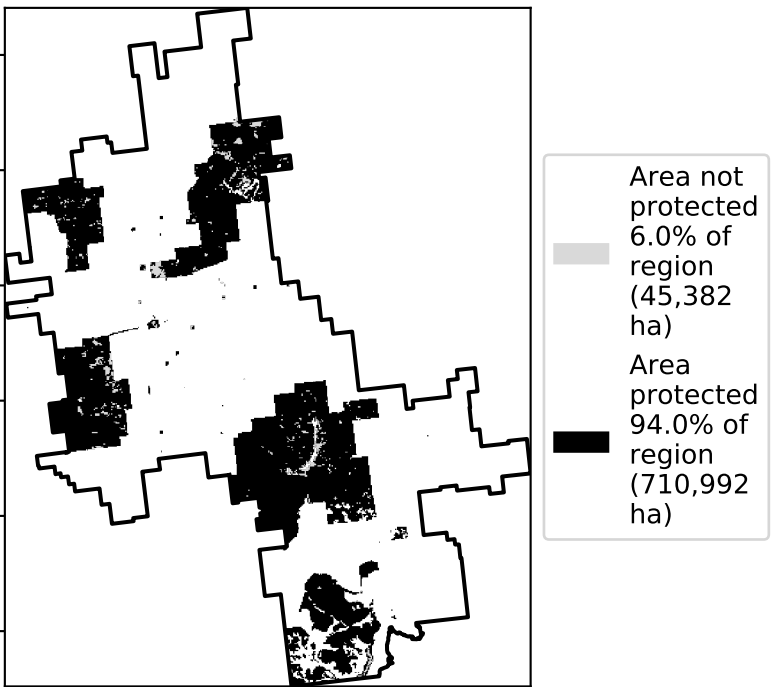 Area not
protected
6.0% of
region
(45,382
ha)
Area
protected
94.0% of
region
(710,992
ha)